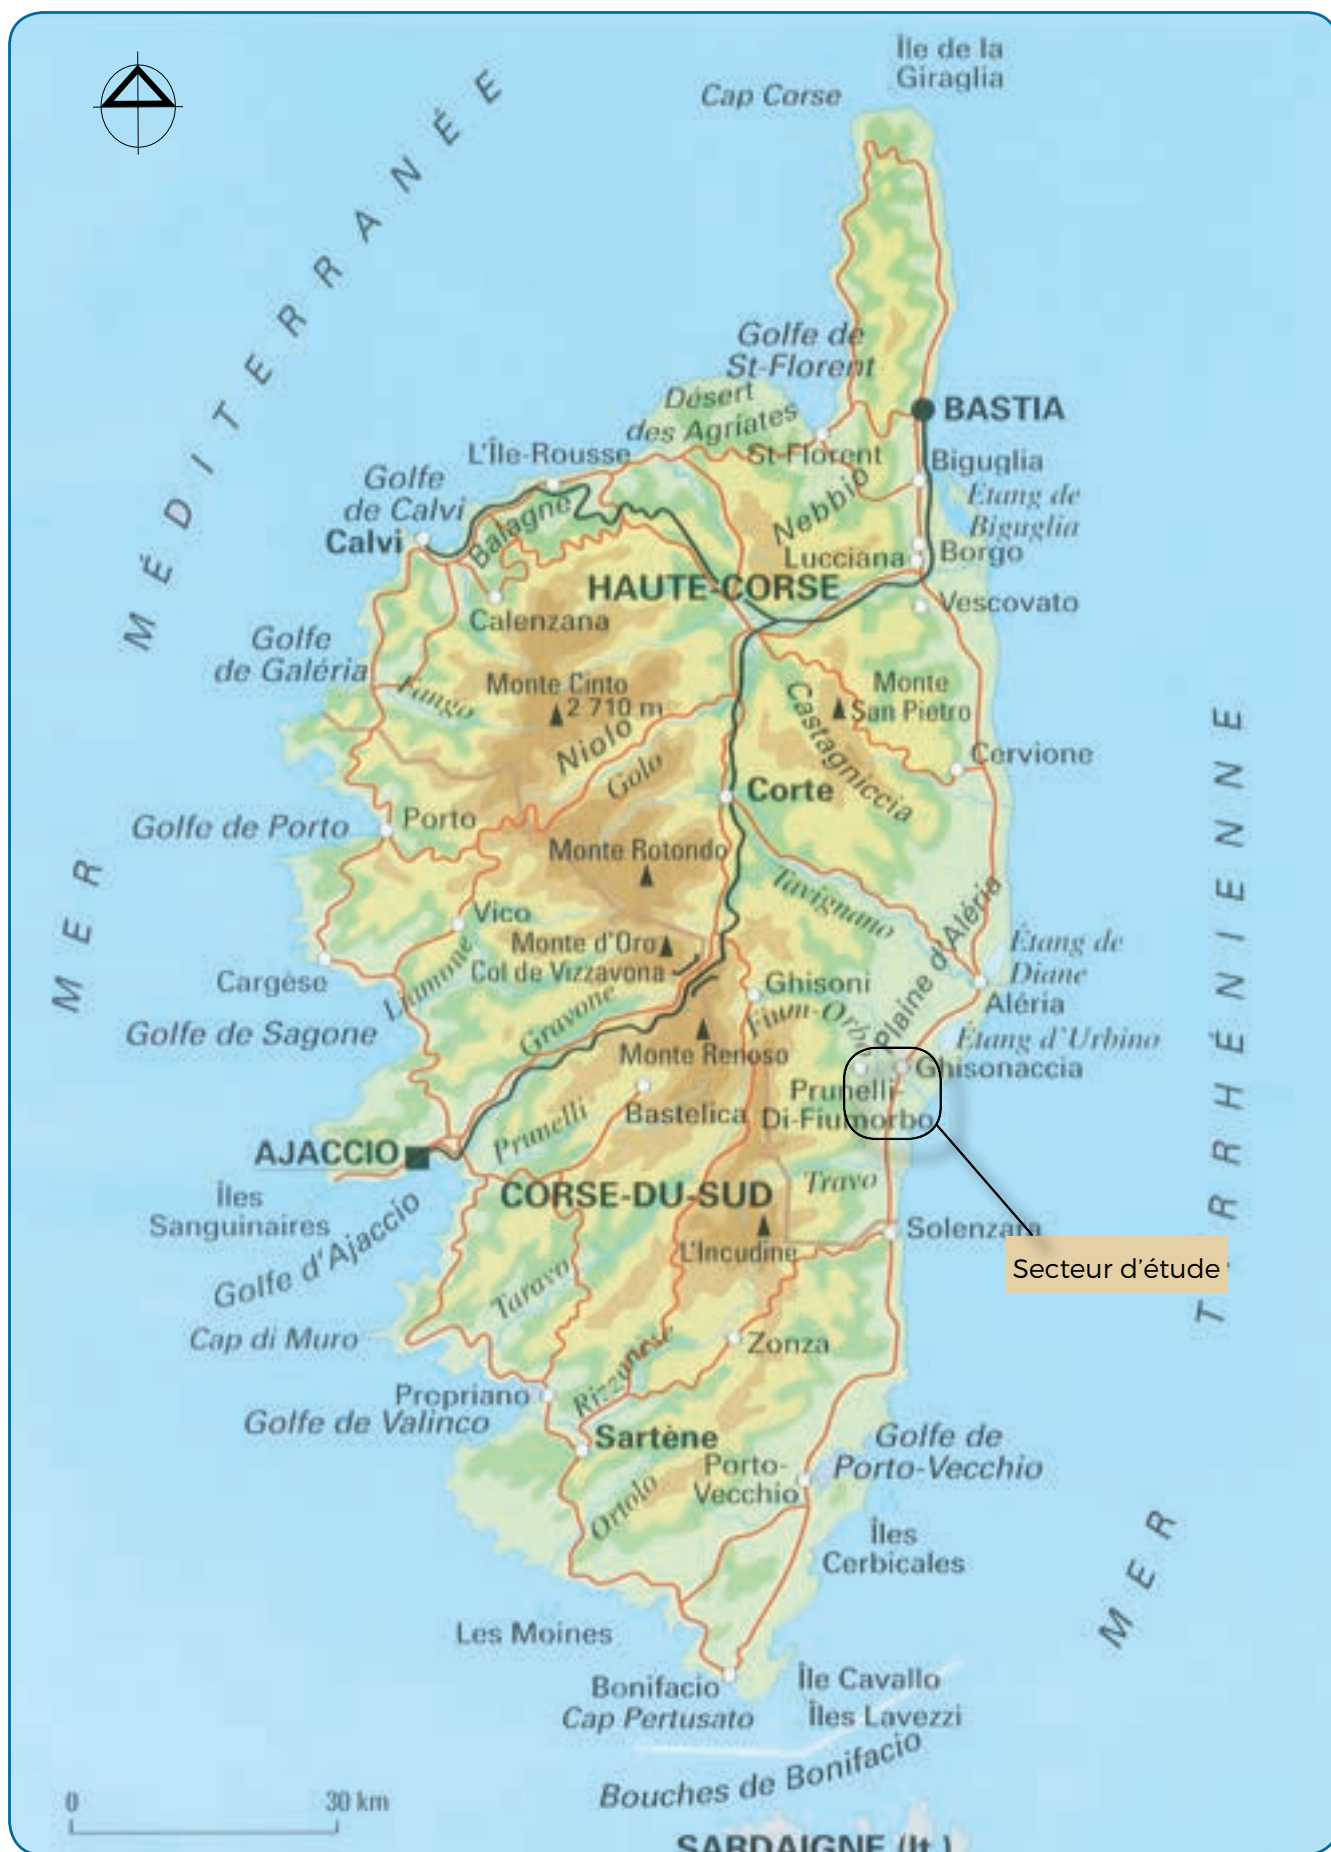 Île de la
Giraglia
Cap Corse
MER MÉDITERRANÉE
Golfe de
St-Florent
Désert
des Agriates
BASTIA
L'Île-Rousse
St-Florent
Biguglia
Golfe
de Calvi
Étang de
Biguglia
Nebbio
Balagne
Calvi
Lucciana
Borgo
HAUTE-CORSE
Vescovato
Calenzana
Golfe
de Galéria
Fango
Monte Cinto
2 710 m
Monte
San Pietro
Niolo
Golo
Castagniccia
Cervione
Corte
Golfe de Porto
Porto
Monte Rotondo
Tavignano
Plaine d'Aléria
Vico
Monte d'Oro
Col de Vizzavona
Étang de
Diane
Cargèse
Liamone
Ghisoni
Aléria
Golfe de Sagone
Gravone
Fium-Orbo
Étang d'Urbino
Monte Renoso
Ghisonaccia
Prunelli-
Di-Fiumorbo
Bastelica
Prunelli
AJACCIO
Travo
Îles
Sanguinaires
CORSE-DU-SUD
Golfe d'Ajaccio
L'Incudine
Solenzara
Secteur d'étude
Taravo
Cap di Muro
Rizzanese
Zonza
Propriano
Golfe de Valinco
Sartène
Golfe de
Porto-Vecchio
Porto-
Vecchio
Ortolo
Îles
Cerbicales
MER TYRRHÉNIENNE
Les Moines
Bonifacio
Cap Pertusato
Île Cavallo
Îles Lavezzi
Bouches de Bonifacio
0 30 km
SARDAIGNE (It.)